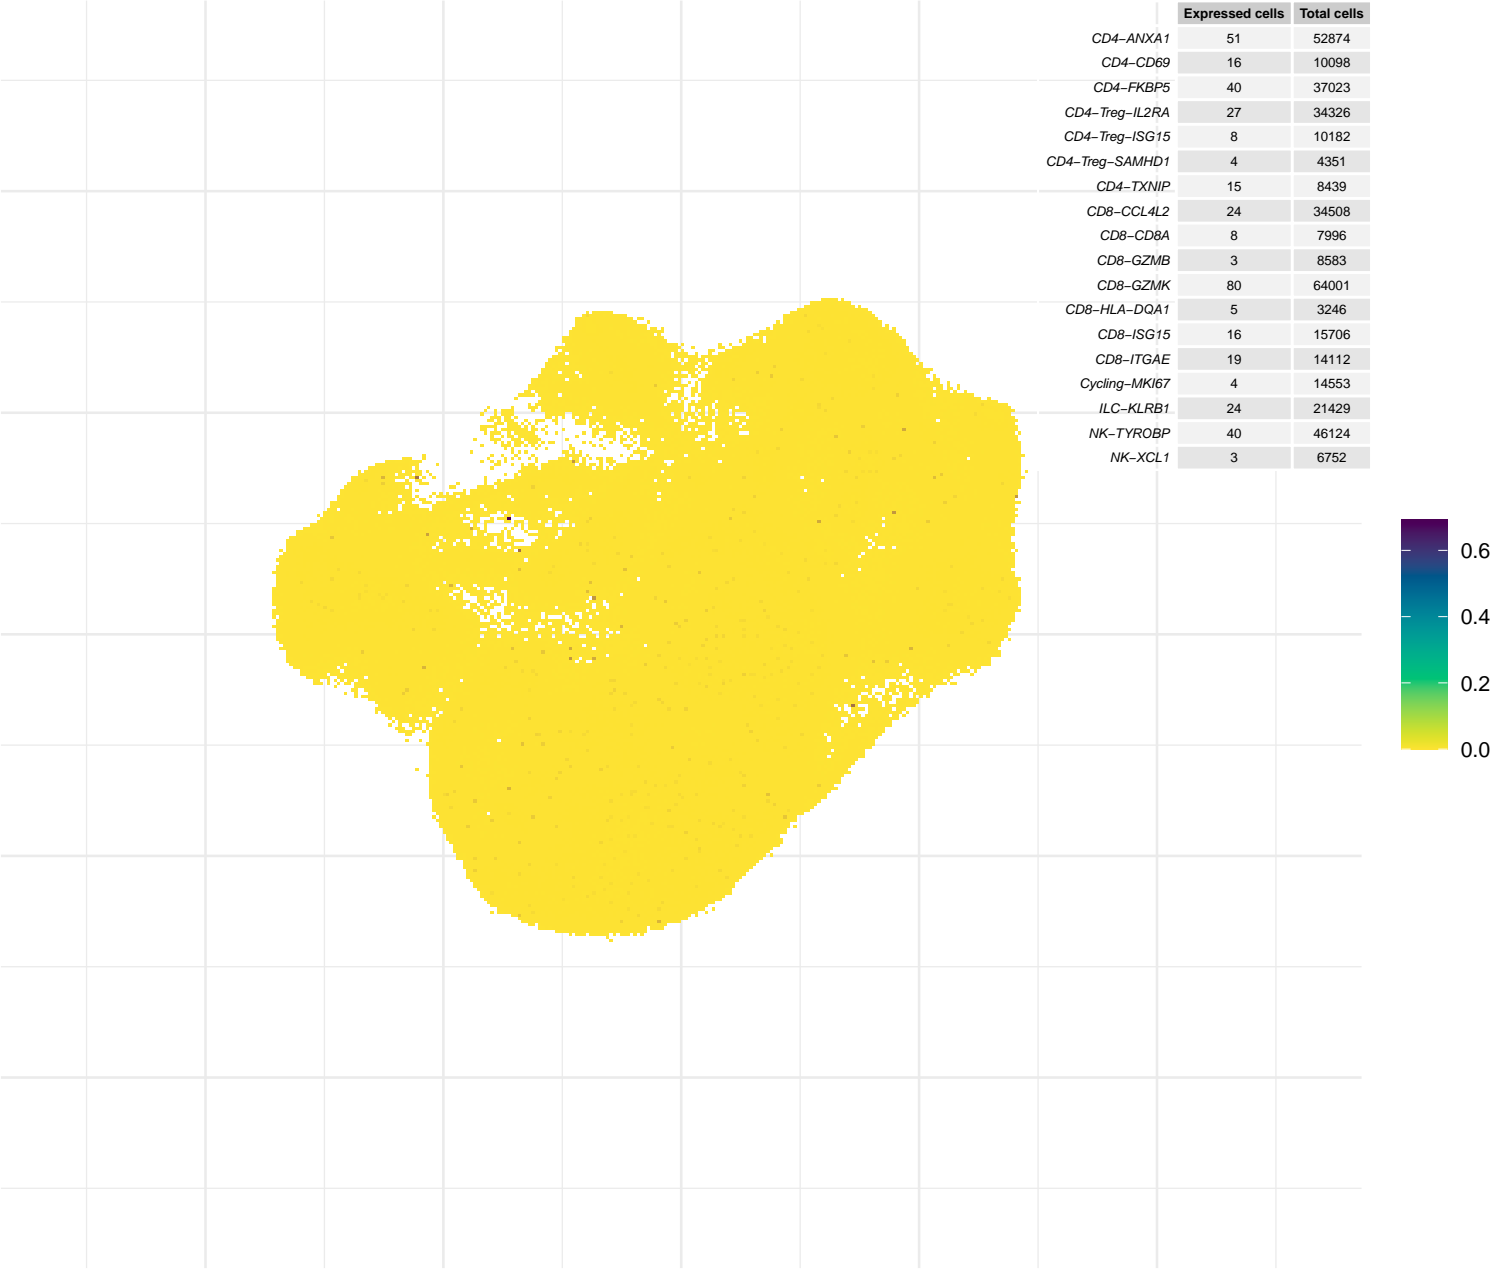 Expressed cells Total cells
CD4−ANXA1 51 52874
CD4−CD69 16 10098
CD4−FKBP5 40 37023
CD4−Treg−IL2RA 27 34326
CD4−Treg−ISG15 8 10182
CD4−Treg−SAMHD1 4 4351
CD4−TXNIP 15 8439
CD8−CCL4L2 24 34508
CD8−CD8A 8 7996
CD8−GZMB 3 8583
CD8−GZMK 80 64001
CD8−HLA−DQA1 5 3246
CD8−ISG15 16 15706
CD8−ITGAE 19 14112
Cycling−MKI67 4 14553
ILC−KLRB1 24 21429
NK−TYROBP 40 46124
NK−XCL1 3 6752
0.6
0.4
0.2
0.0